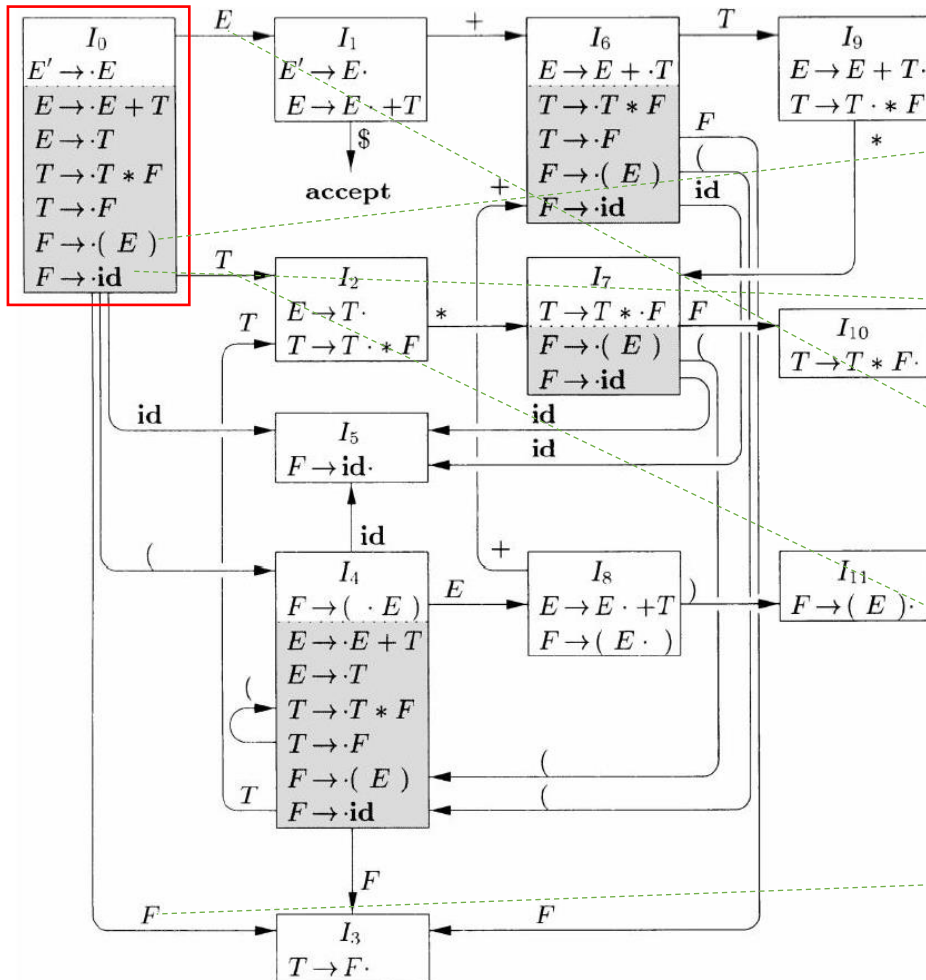 I₀
E′ → ·E
E → ·E + T
E → ·T
T → ·T * F
T → ·F
F → ·( E )
F → ·id
E
I₁
E′ → E·
E → E · +T
$
accept
+
I₆
E → E + ·T
T → ·T * F
T → ·F
F → ·( E )
F → ·id
T
I₉
E → E + T·
T → T · * F
*
F
(
id
+
T
I₂
E → T·
T → T · * F
T
*
I₇
T → T * ·F
F → ·( E )
F → ·id
F
(
I₁₀
T → T * F·
id
I₅
F → id·
id
id
id
(
I₄
F → ( · E )
E → ·E + T
E → ·T
T → ·T * F
T → ·F
F → ·( E )
F → ·id
(
T
E
+
I₈
E → E · +T
F → ( E · )
)
I₁₁
F → ( E )·
(
(
F
F
F
I₃
T → F·